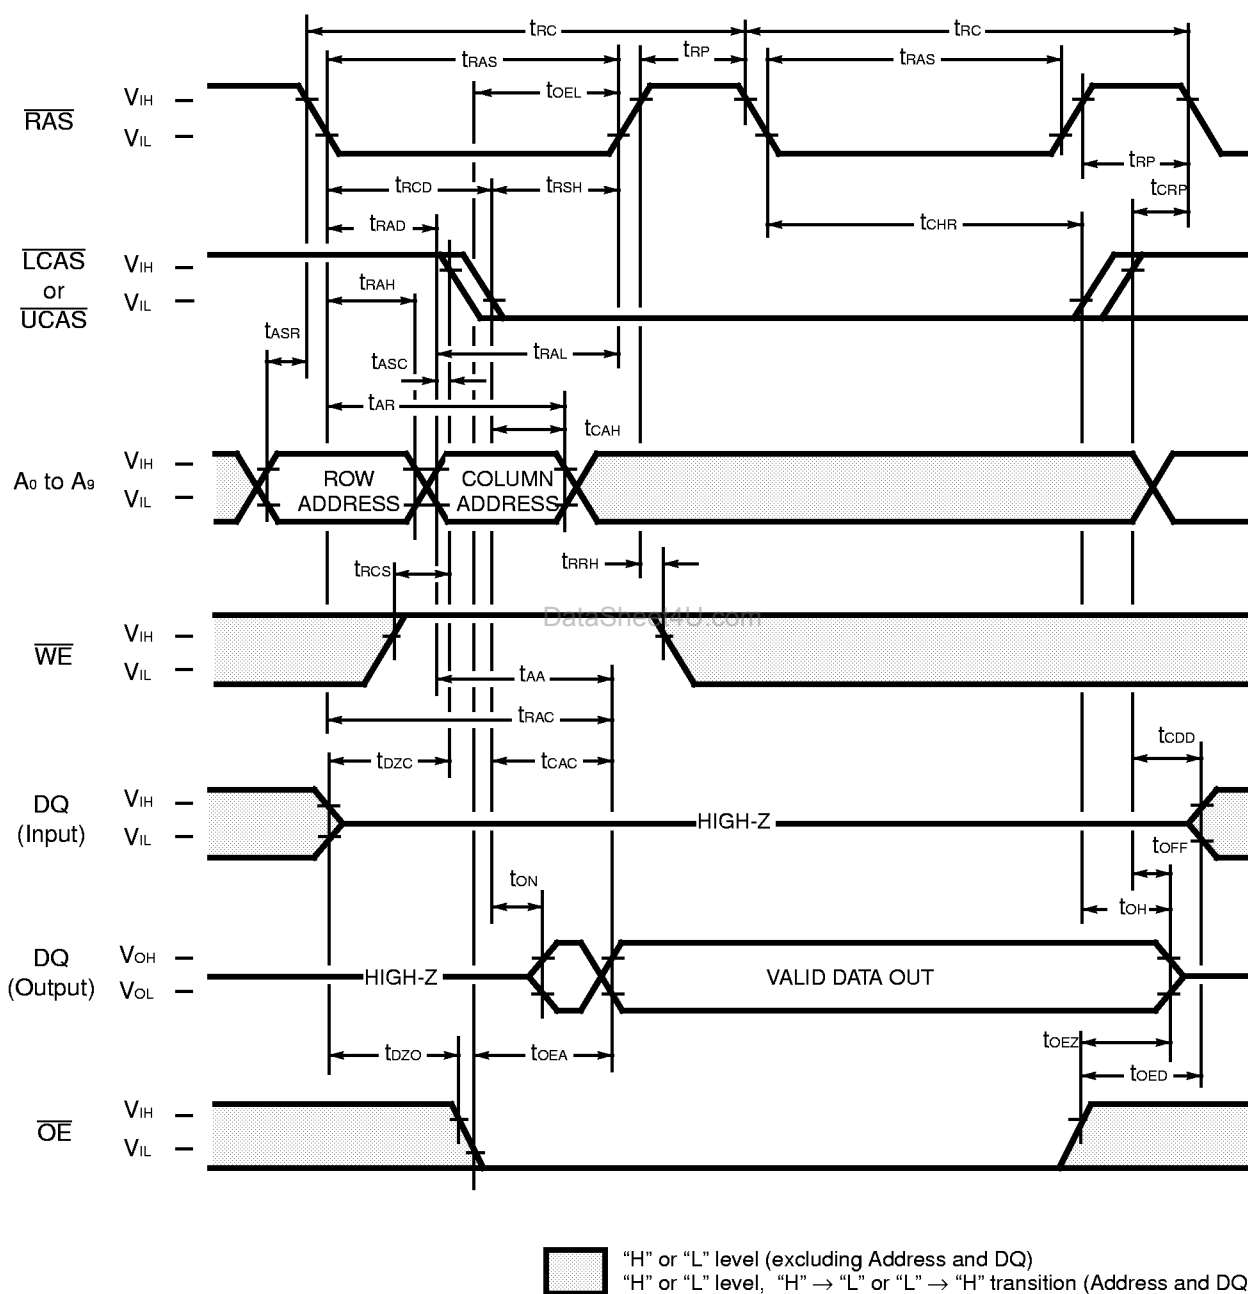 tRC tRC
tRAS tRP tRAS
tOEL
RAS VIH
VIL
tRP
tRCD tRSH tCRP
tRAD tCHR
LCAS VIH
or
UCAS VIL
tRAH
tASR
tASC tRAL
tAR
tCAH
A0 to A9 VIH
VIL
ROW ADDRESS
COLUMN ADDRESS
tRCS tRRH
DataSheet4U.com
WE VIH
VIL
tAA
tRAC
tDZC tCAC tCDD
DQ (Input) VIH
VIL
HIGH-Z
tOFF
tON
tOH
DQ (Output) VOH
VOL
HIGH-Z VALID DATA OUT
tDZO tOEA tOEZ
tOED
OE VIH
VIL
“H” or “L” level (excluding Address and DQ)
“H” or “L” level, “H” → “L” or “L” → “H” transition (Address and DQ